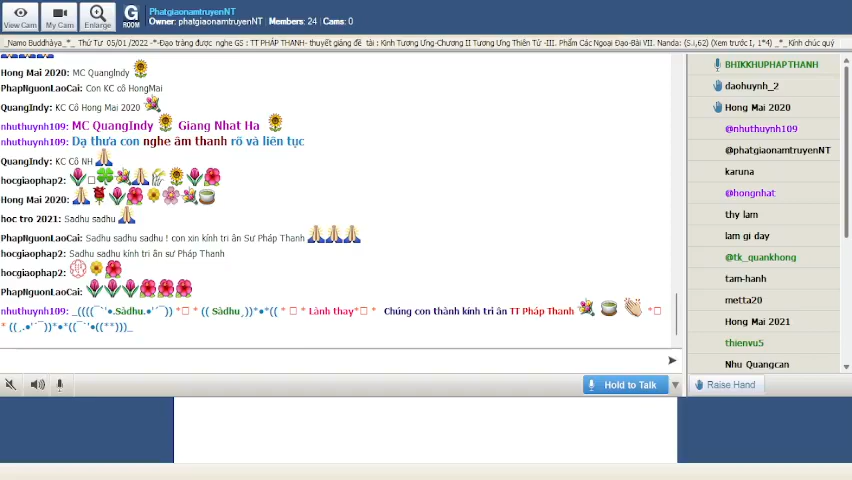 PhatgiaonamtruyenNT
Owner: phatgiaonamtruyenNT | Members: 24 | Cams: 0
View Cam
My Cam
Enlarge
G
ROOM
_Namo Buddhàya_*_ Thứ Tư 05/01 /2022 -*-Đạo tràng được nghe GS : TT PHÁP THANH- thuyết giảng đề tài : Kinh Tương Ưng-Chương II Tương Ưng Thiên Tử -III. Phẩm Các Ngoại Đạo-Bài VII. Nanda: (S.i,62) (Xem trước I, 1*4) _*_Kính chúc quý
Hong Mai 2020: MC QuangIndy
PhapNguonLaoCai: Con KC cô HongMai
QuangIndy: KC Cô Hong Mai 2020
nhuthuynh109: MC QuangIndy Giang Nhat Ha
nhuthuynh109: Dạ thưa con nghe âm thanh rõ và liên tục
QuangIndy: KC Cô NH
hocgiaophap2:
Hong Mai 2020:
hoc tro 2021: Sadhu sadhu
PhapNguonLaoCai: Sadhu sadhu sadhu ! con xin kính tri ân Sư Pháp Thanh
hocgiaophap2: Sadhu sadhu kính tri ân sư Pháp Thanh
hocgiaophap2:
PhapNguonLaoCai:
nhuthuynh109: _((((¯`'•.Sàdhu.•'´¯)) *□ * (( Sàdhu¸))*•*(( * □ * Lành thay*□ * Chúng con thành kính tri ân TT Pháp Thanh *□
* ((¸.•'´¯))*•*((¯`'•((**)))_
Hold to Talk
BHIKKHUPHAPTHANH
daohuynh_2
Hong Mai 2020
@nhuthuynh109
@phatgiaonamtruyenNT
karuna
@hongnhat
thy lam
lam gi day
@tk_quankhong
tam-hanh
metta20
Hong Mai 2021
thienvu5
Nhu Quangcan
Raise Hand